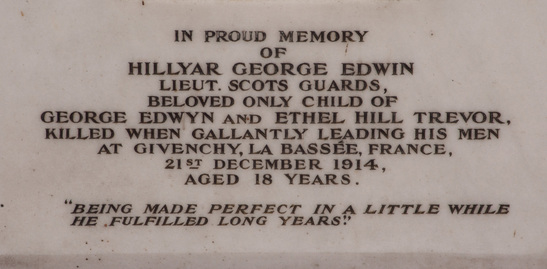 IN PROUD MEMORY
OF
HILLYAR GEORGE EDWIN
LIEUT. SCOTS GUARDS,
BELOVED ONLY CHILD OF
GEORGE EDWYN AND ETHEL HILL TREVOR,
KILLED WHEN GALLANTLY LEADING HIS MEN
AT GIVENCHY, LA BASSÉE, FRANCE,
21ST DECEMBER 1914,
AGED 18 YEARS.
"BEING MADE PERFECT IN A LITTLE WHILE
HE FULFILLED LONG YEARS."